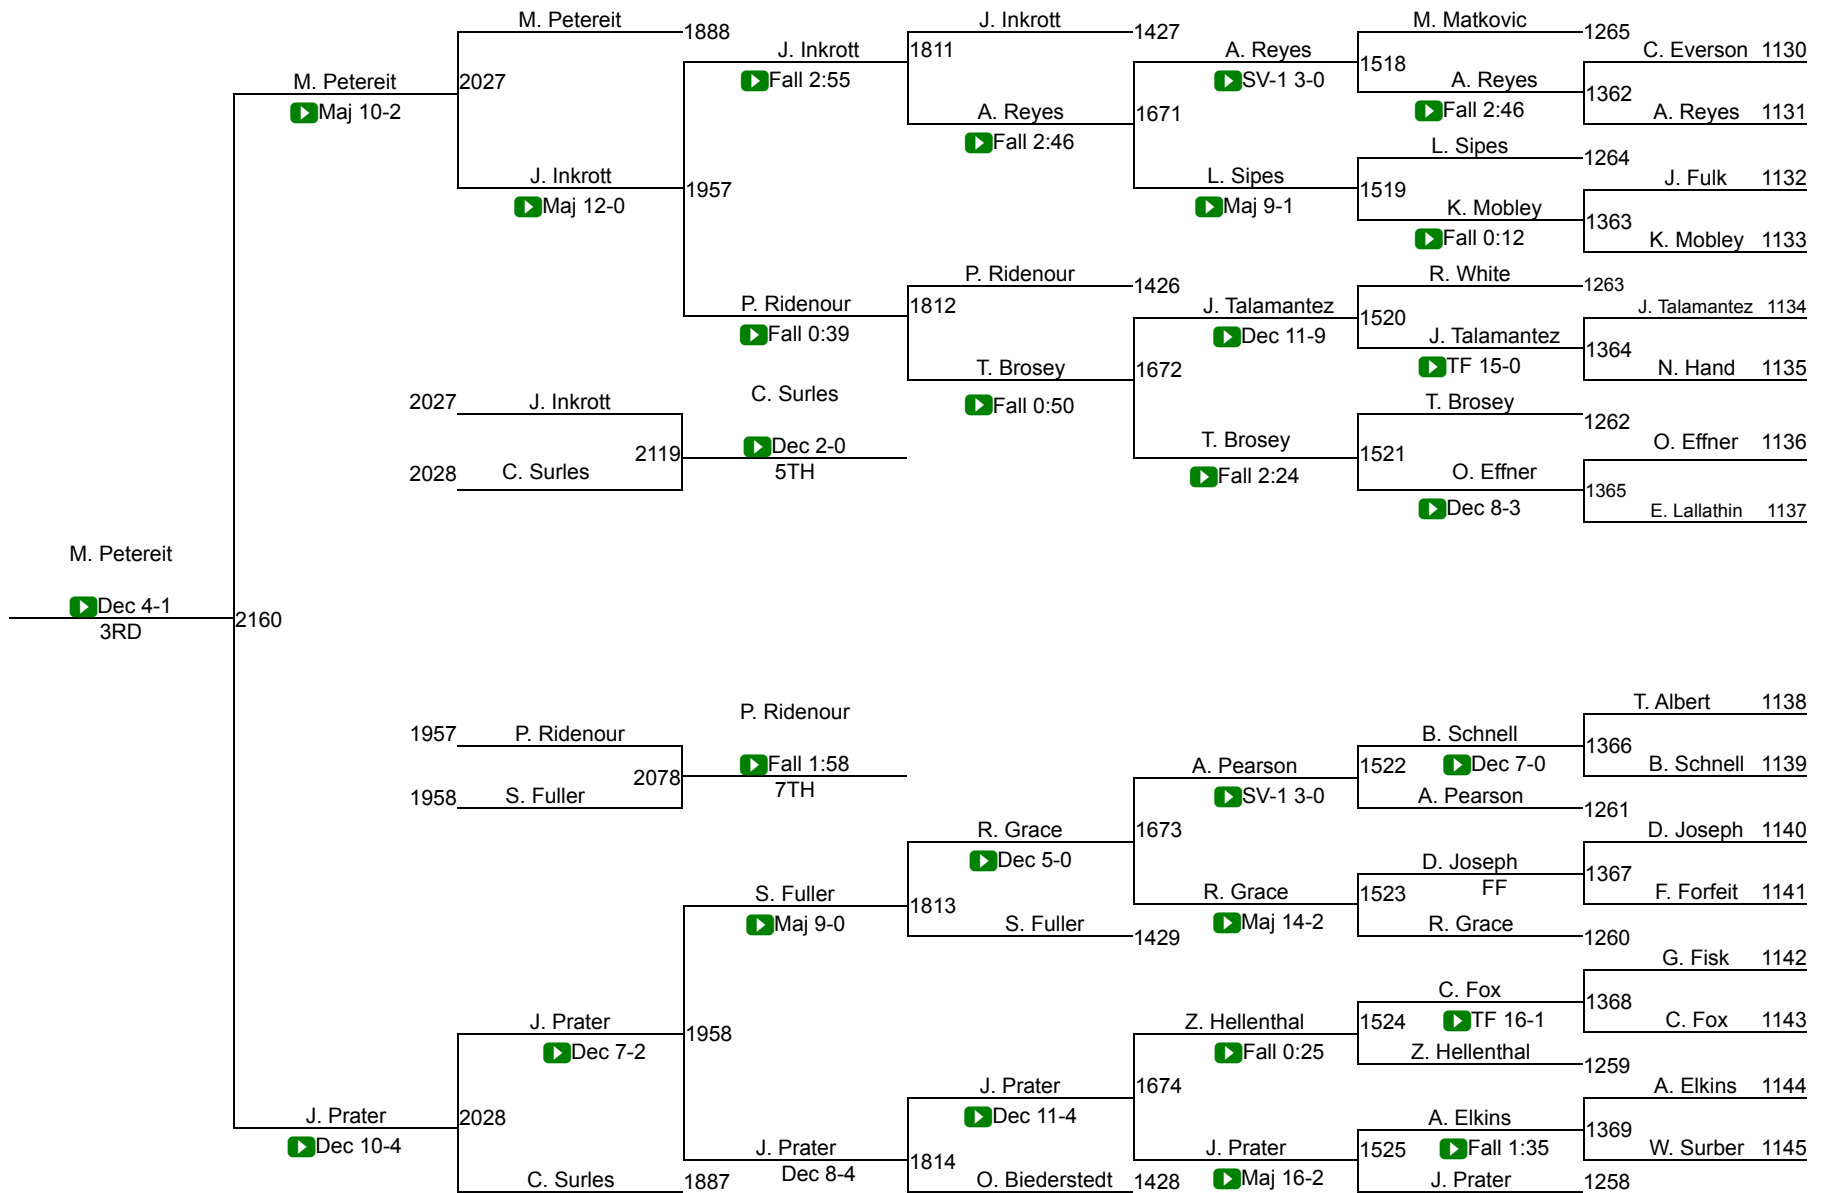 M. Petereit
1888
J. Inkrott
1427
M. Matkovic
1265
C. Everson 1130
J. Inkrott
1811
A. Reyes
1518
M. Petereit
2027
Fall 2:55
SV-1 3-0
A. Reyes
1362
Maj 10-2
A. Reyes
1671
Fall 2:46
A. Reyes 1131
Fall 2:46
L. Sipes
1264
J. Inkrott
1957
L. Sipes
1519
J. Fulk 1132
Maj 12-0
Maj 9-1
K. Mobley
1363
Fall 0:12
K. Mobley 1133
P. Ridenour
1426
R. White
1263
P. Ridenour
1812
J. Talamantez
1520
J. Talamantez 1134
Fall 0:39
Dec 11-9
J. Talamantez
1364
T. Brosey
1672
TF 15-0
N. Hand 1135
C. Surles
2027
J. Inkrott
Fall 0:50
T. Brosey
1262
2119
Dec 2-0
T. Brosey
1521
O. Effner 1136
2028
C. Surles
5TH
Fall 2:24
O. Effner
1365
Dec 8-3
E. Lallathin 1137
M. Petereit
Dec 4-1
2160
3RD
T. Albert 1138
P. Ridenour
1957
P. Ridenour
B. Schnell
1366
2078
Fall 1:58
A. Pearson
1522
Dec 7-0
B. Schnell 1139
1958
S. Fuller
7TH
SV-1 3-0
A. Pearson
1261
R. Grace
1673
D. Joseph 1140
Dec 5-0
D. Joseph
1367
S. Fuller
1813
R. Grace
1523
FF
F. Forfeit 1141
Maj 9-0
S. Fuller
1429
Maj 14-2
R. Grace
1260
G. Fisk 1142
C. Fox
1368
J. Prater
1958
Z. Hellenthal
1524
TF 16-1
C. Fox 1143
Dec 7-2
Fall 0:25
Z. Hellenthal
1259
J. Prater
1674
A. Elkins 1144
J. Prater
2028
Dec 11-4
A. Elkins
1369
Dec 10-4
J. Prater
1814
J. Prater
1525
Fall 1:35
W. Surber 1145
C. Surles
1887
Dec 8-4
O. Biederstedt
1428
Maj 16-2
J. Prater
1258